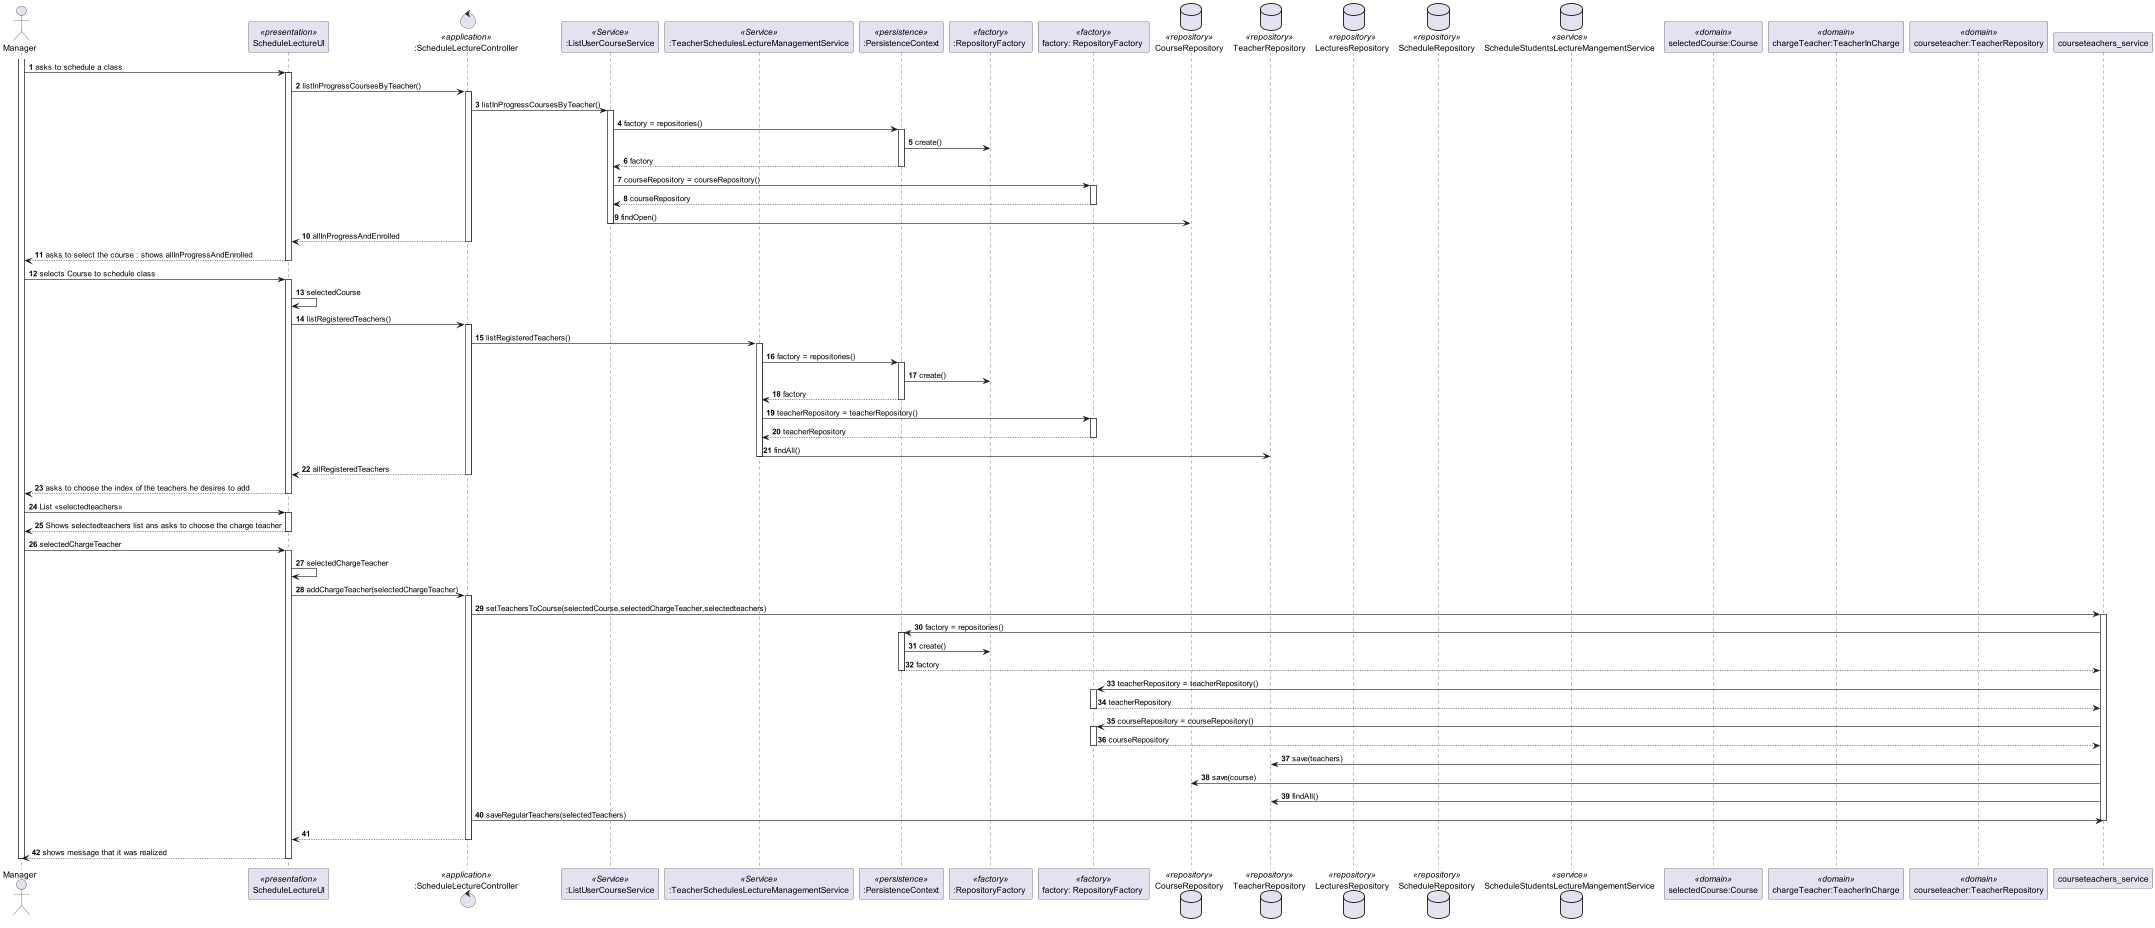 Manager
«presentation»
ScheduleLectureUI
«application»
:ScheduleLectureController
«Service»
:ListUserCourseService
«Service»
:TeacherSchedulesLectureManagementService
«persistence»
:PersistenceContext
«factory»
:RepositoryFactory
«factory»
factory: RepositoryFactory
«repository»
CourseRepository
«repository»
TeacherRepository
«repository»
LecturesRepository
«repository»
ScheduleRepository
«service»
ScheduleStudentsLectureMangementService
«domain»
selectedCourse:Course
«domain»
chargeTeacher:TeacherInCharge
«domain»
courseteacher:TeacherRepository
courseteachers_service
1 asks to schedule a class
2 listInProgressCoursesByTeacher()
3 listInProgressCoursesByTeacher()
4 factory = repositories()
5 create()
6 factory
7 courseRepository = courseRepository()
8 courseRepository
9 findOpen()
10 allInProgressAndEnrolled
11 asks to select the course : shows allInProgressAndEnrolled
12 selects Course to schedule class
13 selectedCourse
14 listRegisteredTeachers()
15 listRegisteredTeachers()
16 factory = repositories()
17 create()
18 factory
19 teacherRepository = teacherRepository()
20 teacherRepository
21 findAll()
22 allRegisteredTeachers
23 asks to choose the index of the teachers he desires to add
24 List «selectedteachers»
25 Shows selectedteachers list ans asks to choose the charge teacher
26 selectedChargeTeacher
27 selectedChargeTeacher
28 addChargeTeacher(selectedChargeTeacher)
29 setTeachersToCourse(selectedCourse,selectedChargeTeacher,selectedteachers)
30 factory = repositories()
31 create()
32 factory
33 teacherRepository = teacherRepository()
34 teacherRepository
35 courseRepository = courseRepository()
36 courseRepository
37 save(teachers)
38 save(course)
39 findAll()
40 saveRegularTeachers(selectedTeachers)
41
42 shows message that it was realized
Manager
«presentation»
ScheduleLectureUI
«application»
:ScheduleLectureController
«Service»
:ListUserCourseService
«Service»
:TeacherSchedulesLectureManagementService
«persistence»
:PersistenceContext
«factory»
:RepositoryFactory
«factory»
factory: RepositoryFactory
«repository»
CourseRepository
«repository»
TeacherRepository
«repository»
LecturesRepository
«repository»
ScheduleRepository
«service»
ScheduleStudentsLectureMangementService
«domain»
selectedCourse:Course
«domain»
chargeTeacher:TeacherInCharge
«domain»
courseteacher:TeacherRepository
courseteachers_service